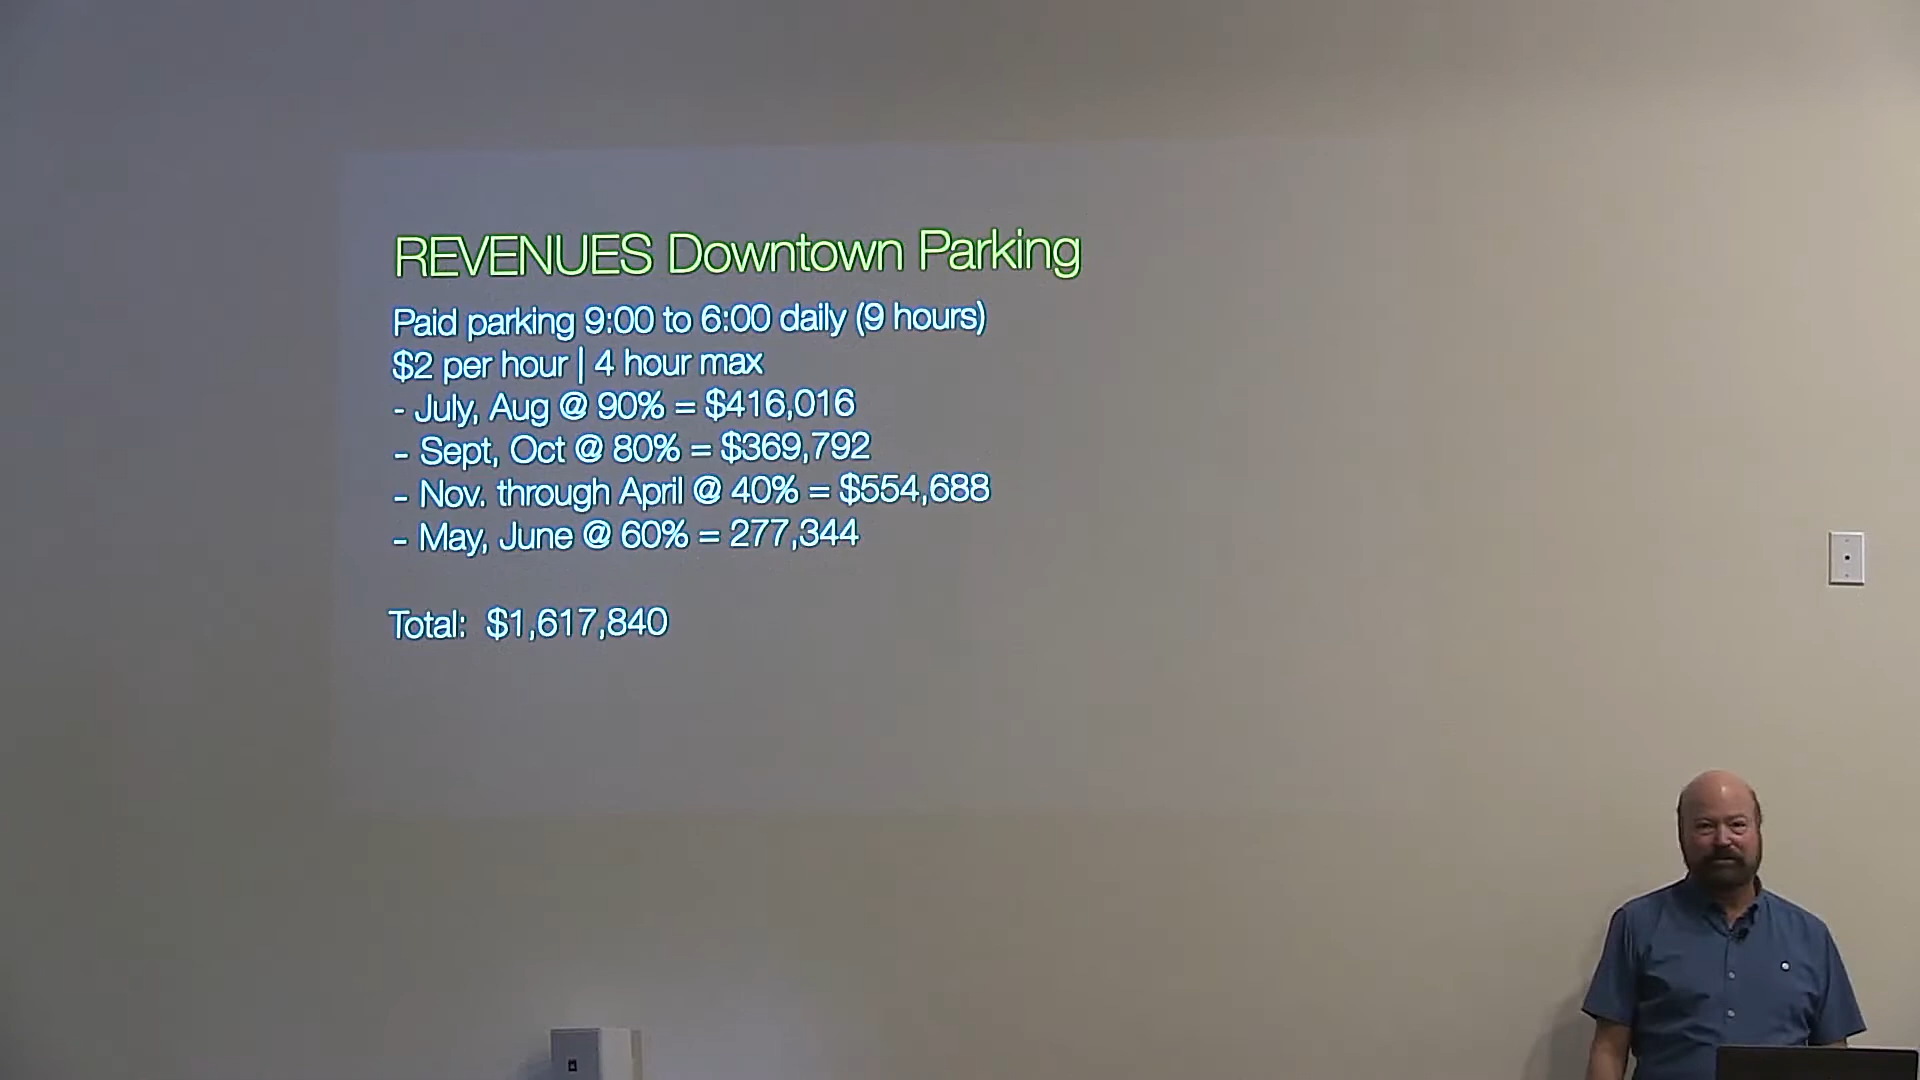 REVENUES Downtown Parking
Paid parking 9:00 to 6:00 daily (9 hours)
$2 per hour | 4 hour max
- July, Aug @ 90% = $416,016
- Sept, Oct @ 80% = $369,792
- Nov. through April @ 40% = $554,688
- May, June @ 60% = 277,344
Total: $1,617,840